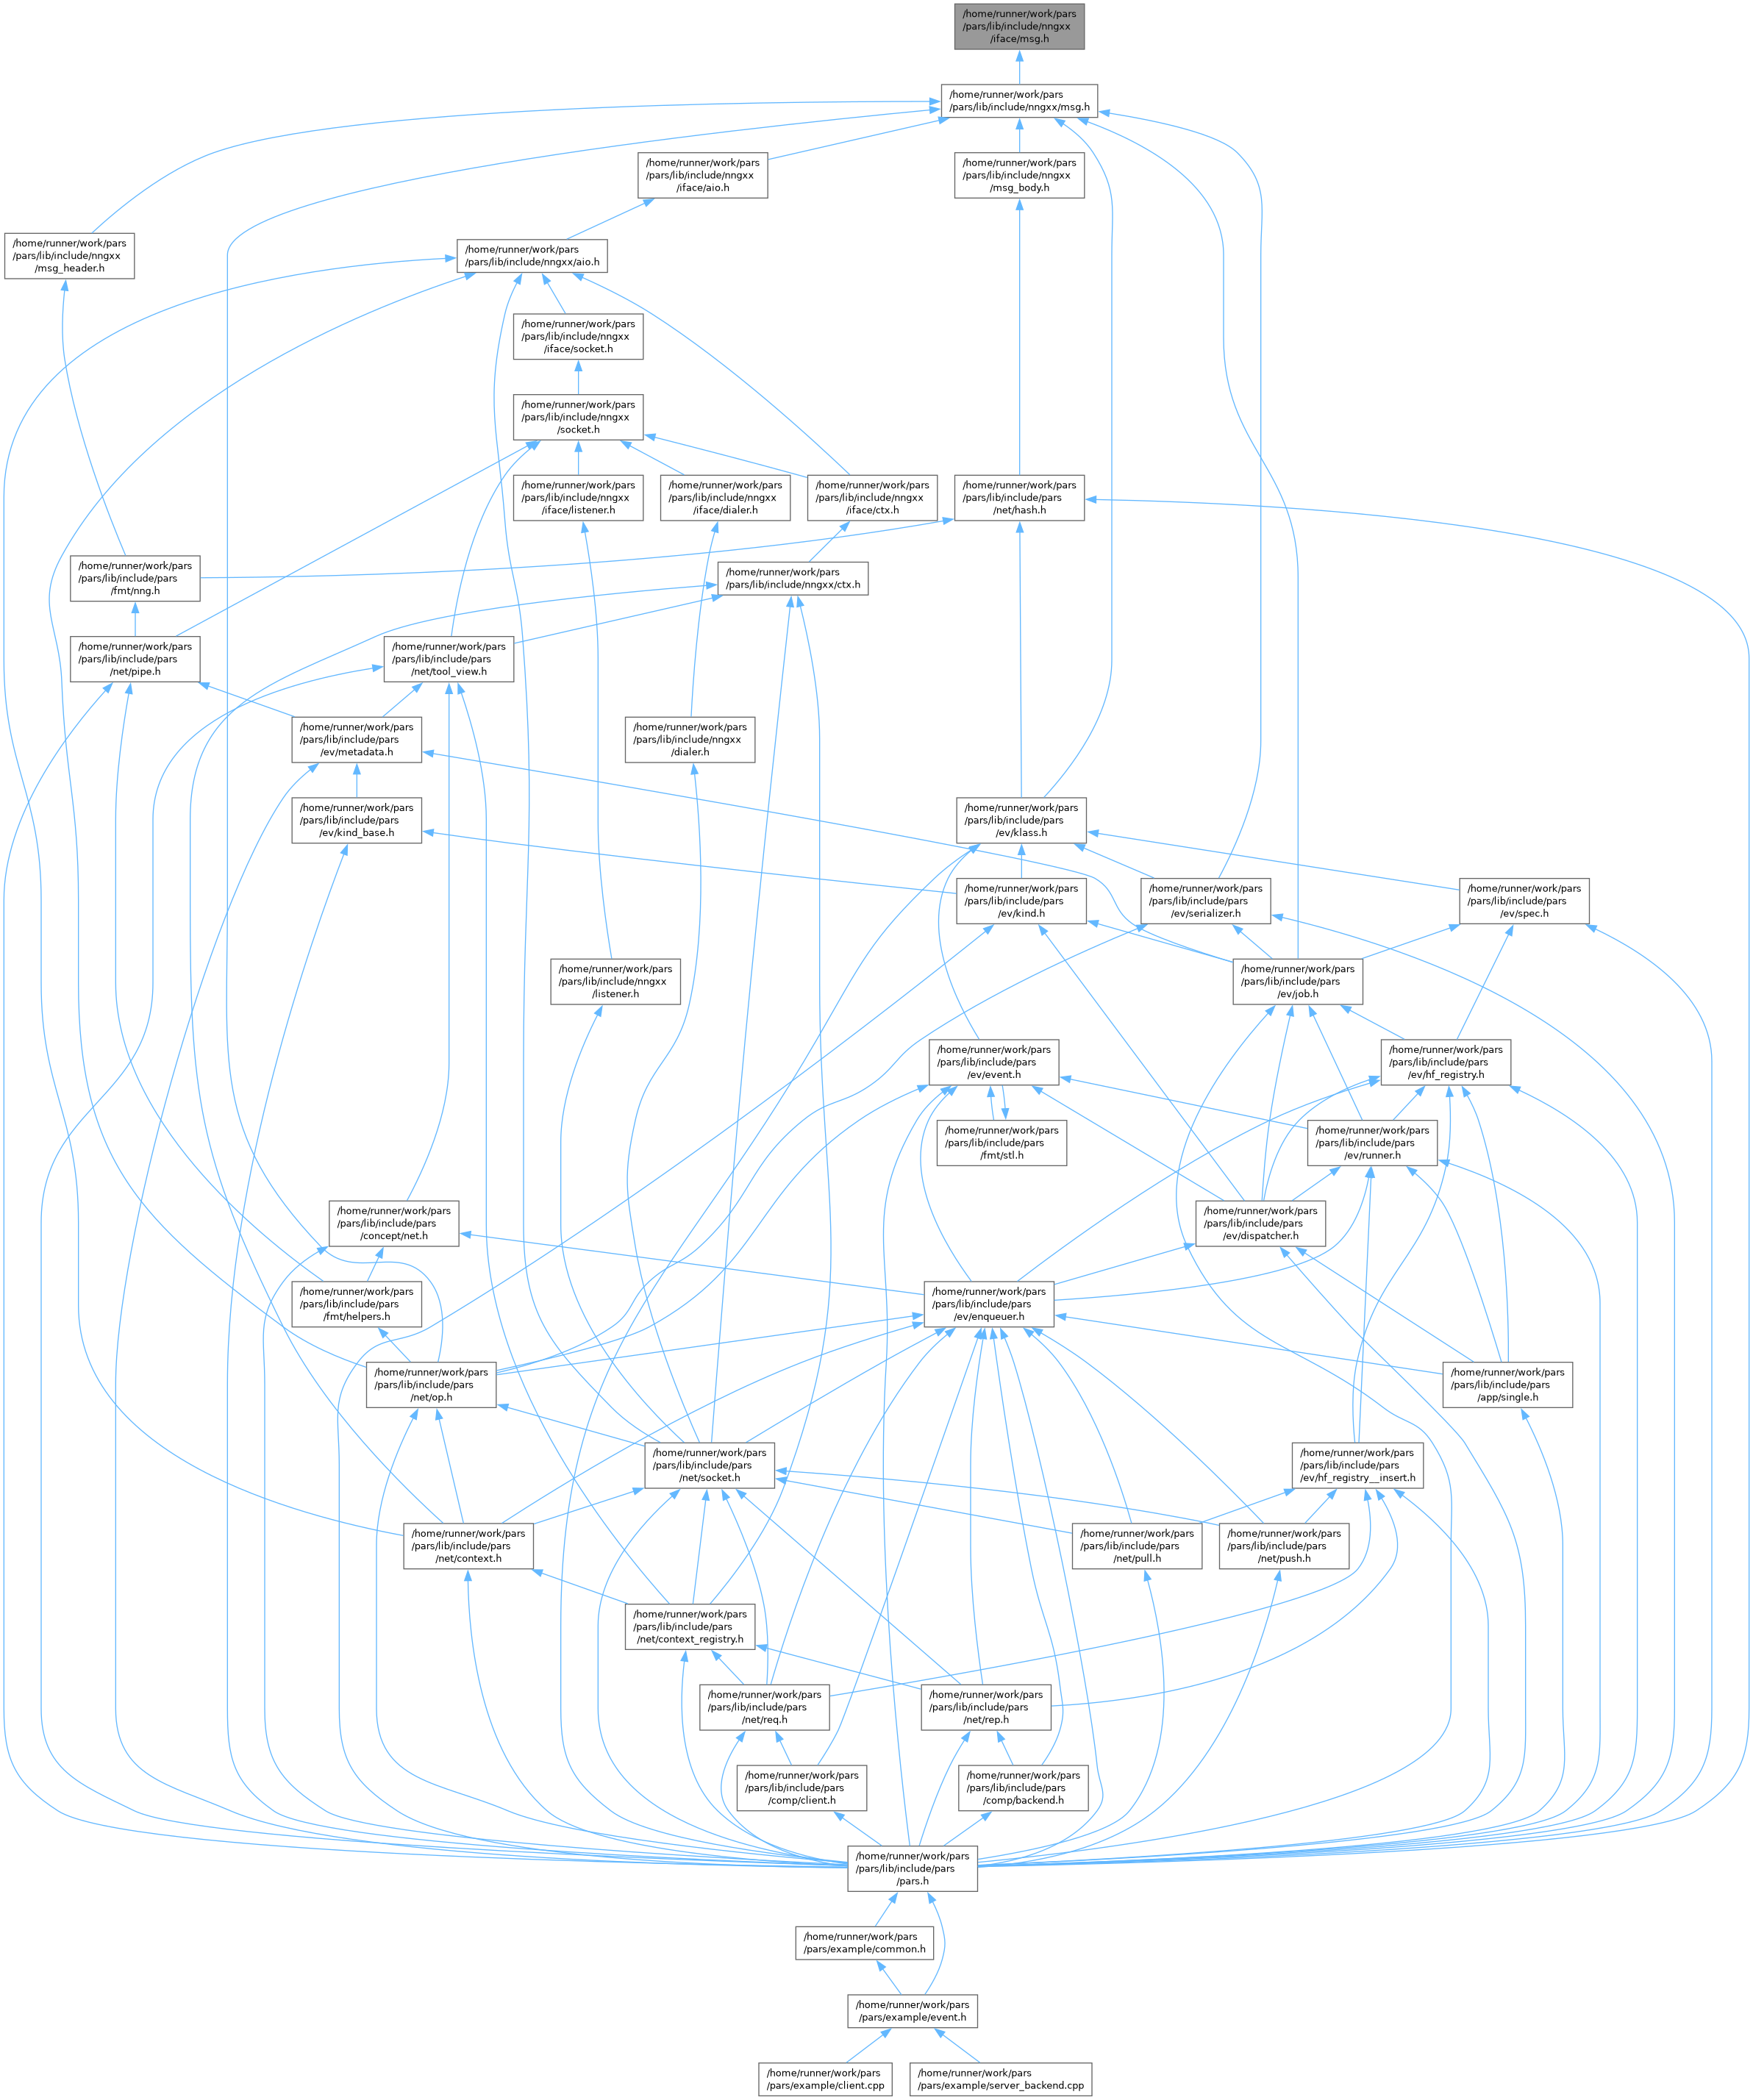 /home/runner/work/pars
/pars/lib/include/nngxx
/iface/msg.h
/home/runner/work/pars
/pars/lib/include/nngxx/msg.h
/home/runner/work/pars
/pars/lib/include/nngxx
/iface/aio.h
/home/runner/work/pars
/pars/lib/include/nngxx
/msg_body.h
/home/runner/work/pars
/pars/lib/include/nngxx
/msg_header.h
/home/runner/work/pars
/pars/lib/include/nngxx/aio.h
/home/runner/work/pars
/pars/lib/include/nngxx
/iface/socket.h
/home/runner/work/pars
/pars/lib/include/nngxx
/socket.h
/home/runner/work/pars
/pars/lib/include/nngxx
/iface/listener.h
/home/runner/work/pars
/pars/lib/include/nngxx
/iface/dialer.h
/home/runner/work/pars
/pars/lib/include/nngxx
/iface/ctx.h
/home/runner/work/pars
/pars/lib/include/pars
/net/hash.h
/home/runner/work/pars
/pars/lib/include/pars
/fmt/nng.h
/home/runner/work/pars
/pars/lib/include/nngxx/ctx.h
/home/runner/work/pars
/pars/lib/include/pars
/net/pipe.h
/home/runner/work/pars
/pars/lib/include/pars
/net/tool_view.h
/home/runner/work/pars
/pars/lib/include/pars
/ev/metadata.h
/home/runner/work/pars
/pars/lib/include/nngxx
/dialer.h
/home/runner/work/pars
/pars/lib/include/pars
/ev/kind_base.h
/home/runner/work/pars
/pars/lib/include/pars
/ev/klass.h
/home/runner/work/pars
/pars/lib/include/pars
/ev/kind.h
/home/runner/work/pars
/pars/lib/include/pars
/ev/serializer.h
/home/runner/work/pars
/pars/lib/include/pars
/ev/spec.h
/home/runner/work/pars
/pars/lib/include/nngxx
/listener.h
/home/runner/work/pars
/pars/lib/include/pars
/ev/job.h
/home/runner/work/pars
/pars/lib/include/pars
/ev/event.h
/home/runner/work/pars
/pars/lib/include/pars
/ev/hf_registry.h
/home/runner/work/pars
/pars/lib/include/pars
/fmt/stl.h
/home/runner/work/pars
/pars/lib/include/pars
/ev/runner.h
/home/runner/work/pars
/pars/lib/include/pars
/concept/net.h
/home/runner/work/pars
/pars/lib/include/pars
/ev/dispatcher.h
/home/runner/work/pars
/pars/lib/include/pars
/fmt/helpers.h
/home/runner/work/pars
/pars/lib/include/pars
/ev/enqueuer.h
/home/runner/work/pars
/pars/lib/include/pars
/net/op.h
/home/runner/work/pars
/pars/lib/include/pars
/app/single.h
/home/runner/work/pars
/pars/lib/include/pars
/net/socket.h
/home/runner/work/pars
/pars/lib/include/pars
/ev/hf_registry__insert.h
/home/runner/work/pars
/pars/lib/include/pars
/net/context.h
/home/runner/work/pars
/pars/lib/include/pars
/net/pull.h
/home/runner/work/pars
/pars/lib/include/pars
/net/push.h
/home/runner/work/pars
/pars/lib/include/pars
/net/context_registry.h
/home/runner/work/pars
/pars/lib/include/pars
/net/req.h
/home/runner/work/pars
/pars/lib/include/pars
/net/rep.h
/home/runner/work/pars
/pars/lib/include/pars
/comp/client.h
/home/runner/work/pars
/pars/lib/include/pars
/comp/backend.h
/home/runner/work/pars
/pars/lib/include/pars
/pars.h
/home/runner/work/pars
/pars/example/common.h
/home/runner/work/pars
/pars/example/event.h
/home/runner/work/pars
/pars/example/client.cpp
/home/runner/work/pars
/pars/example/server_backend.cpp